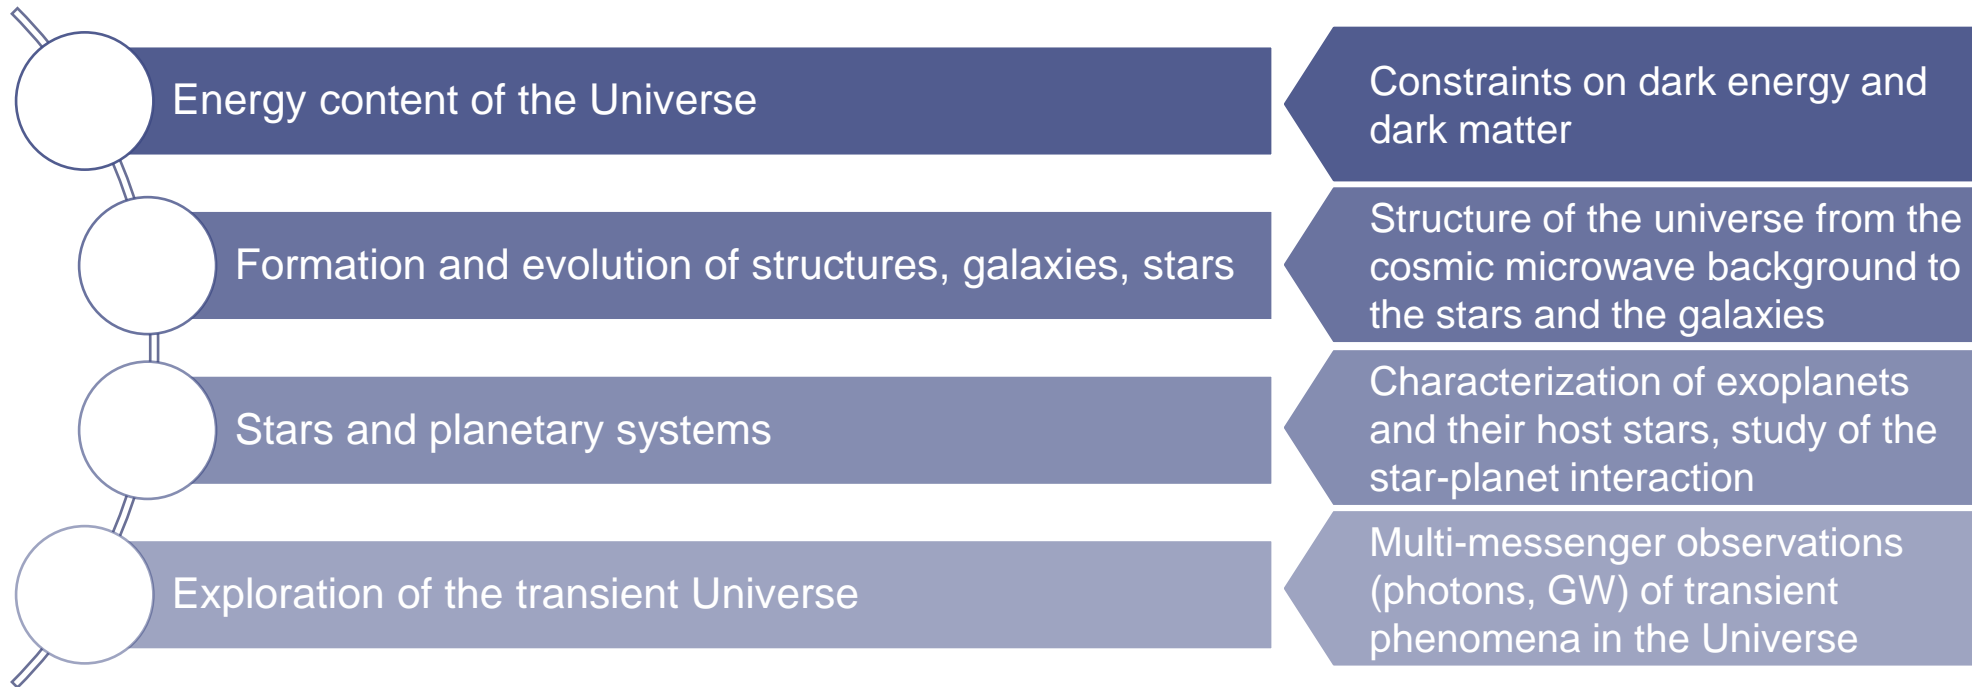 Energy content of the Universe
Constraints on dark energy and
dark matter
Formation and evolution of structures, galaxies, stars
Structure of the universe from the
cosmic microwave background to
the stars and the galaxies
Stars and planetary systems
Characterization of exoplanets
and their host stars, study of the
star-planet interaction
Exploration of the transient Universe
Multi-messenger observations
(photons, GW) of transient
phenomena in the Universe